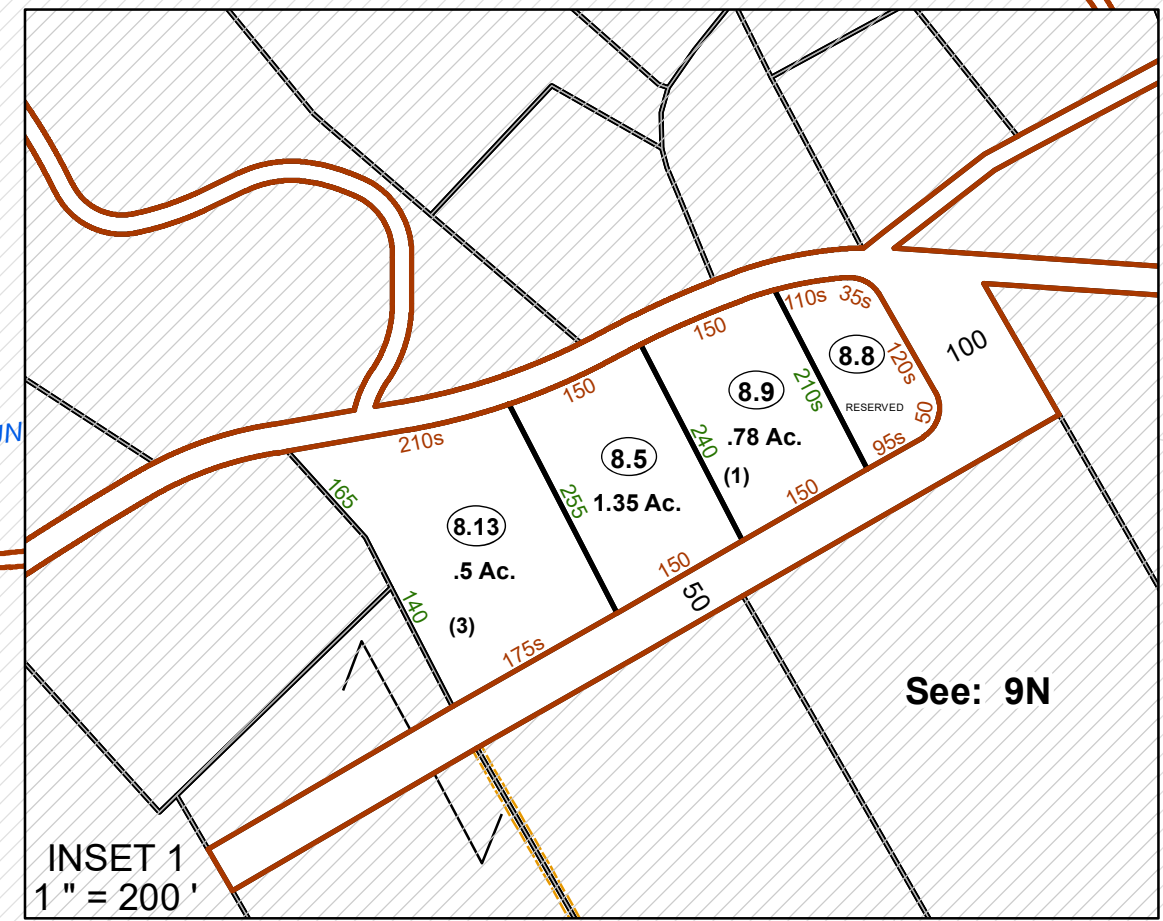 110s
35s
150
8.8
120s
100
150
8.9
210s
RESERVED
50
.78 Ac.
210s
240
95s
8.5
(1)
165
255
1.35 Ac.
150
8.13
.5 Ac.
150
140
50
(3)
175s
See: 9N
INSET 1
1 " = 200 '